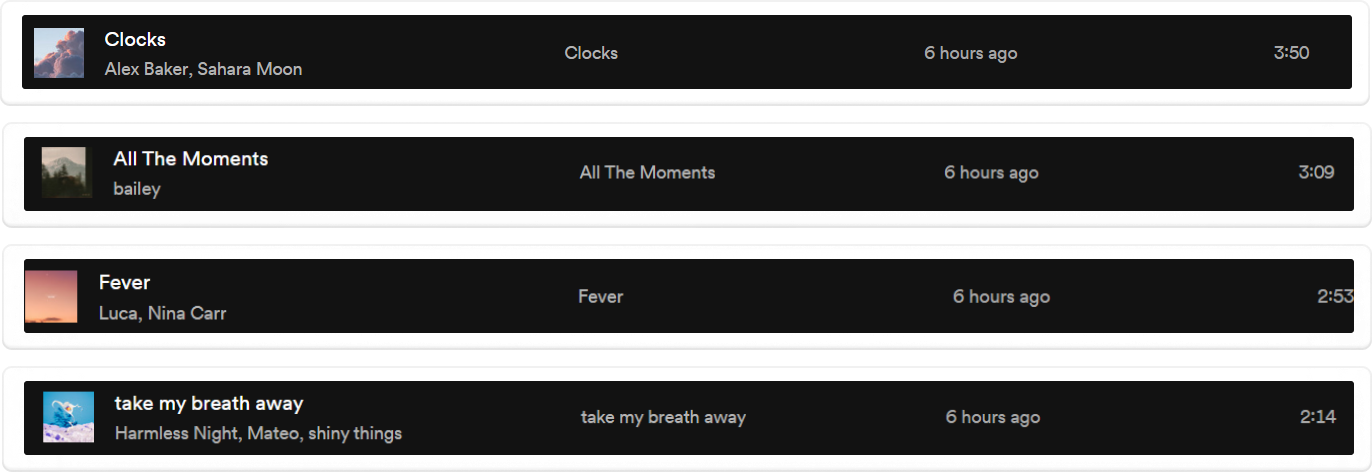 Clocks
Alex Baker, Sahara Moon
Clocks
6 hours ago
3:50
All The Moments
bailey
All The Moments
6 hours ago
3:09
Fever
Luca, Nina Carr
Fever
6 hours ago
2:53
take my breath away
Harmless Night, Mateo, shiny things
take my breath away
6 hours ago
2:14